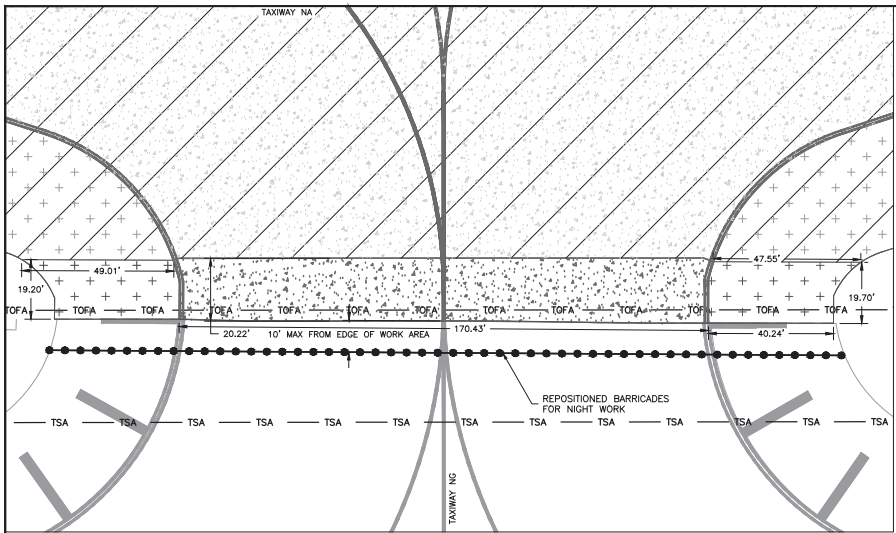 TAXIWAY NA
49.01'
47.55'
19.20'
19.70'
TOFA TOFA TOFA TOFA TOFA TOFA TOFA TOFA TOFA TOFA TOFA TOFA TOFA TOFA
20.22'
10' MAX FROM EDGE OF WORK AREA
170.43'
40.24'
REPOSITIONED BARRICADES
FOR NIGHT WORK
TSA TSA TSA TSA TSA TSA TSA TSA TSA TSA TSA TSA TSA
TAXIWAY NG